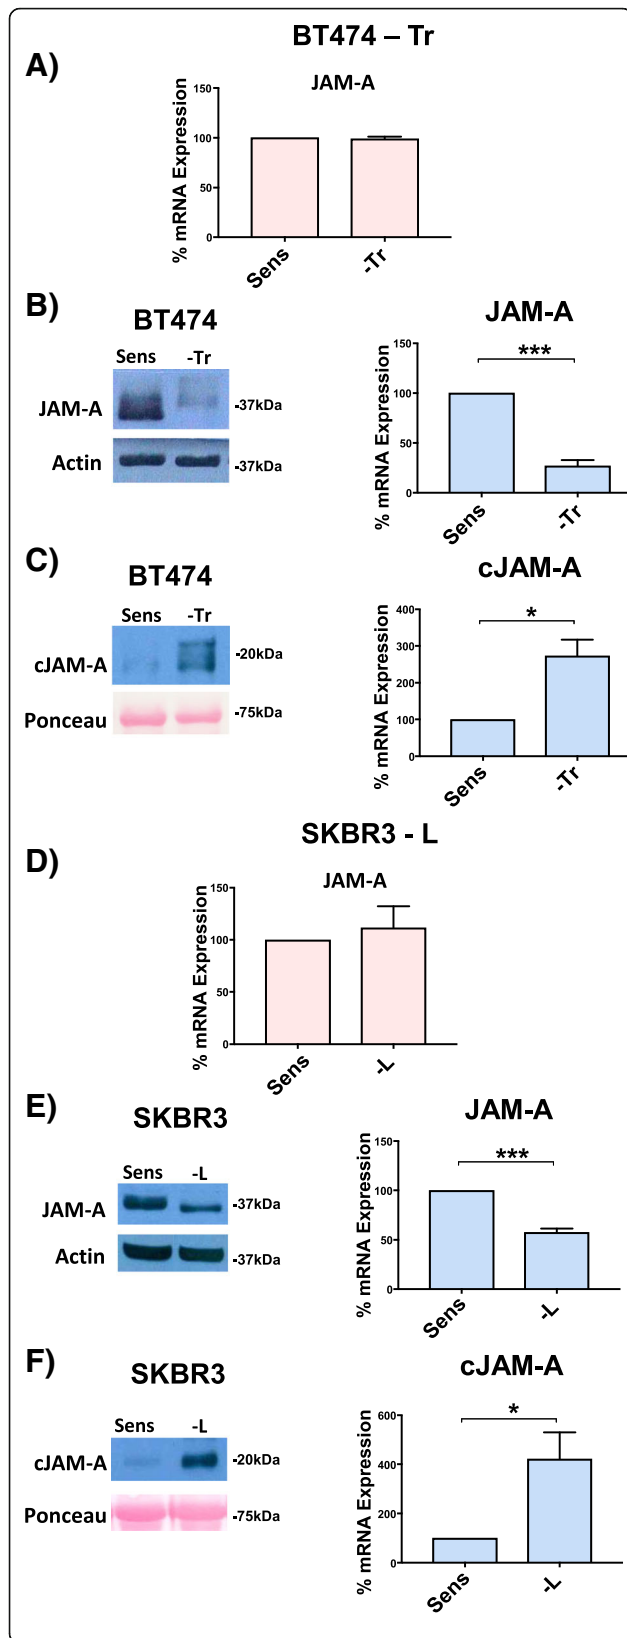 BT474 – Tr
A)
JAM-A
% mRNA Expression
150
100
50
0
Sens
-Tr
B)
BT474
Sens -Tr
JAM-A
-37kDa
Actin
-37kDa
JAM-A
% mRNA Expression
150
100
50
0
***
Sens
-Tr
C)
BT474
Sens -Tr
cJAM-A
-20kDa
Ponceau
-75kDa
cJAM-A
% mRNA Expression
400
300
200
100
0
*
Sens
-Tr
SKBR3 - L
D)
JAM-A
% mRNA Expression
150
100
50
0
Sens
-L
E)
SKBR3
Sens -L
JAM-A
-37kDa
Actin
-37kDa
JAM-A
% mRNA Expression
150
100
50
0
***
Sens
-L
F)
SKBR3
Sens -L
cJAM-A
-20kDa
Ponceau
-75kDa
cJAM-A
% mRNA Expression
600
400
200
0
*
Sens
-L